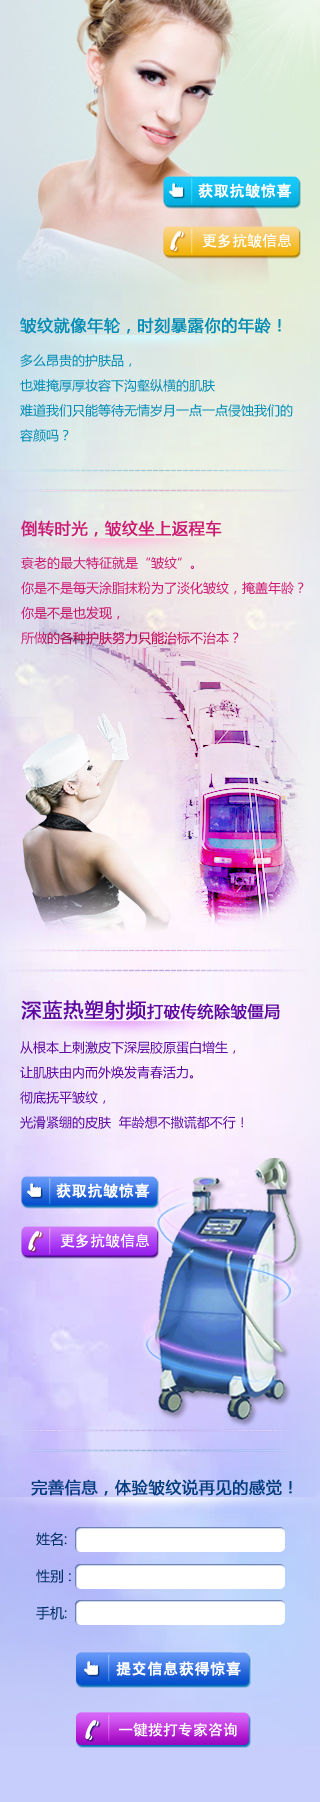 获取抗皱惊喜
更多抗皱信息
皱纹就像年轮，时刻暴露你的年龄！
多么昂贵的护肤品，
也难掩厚厚妆容下沟壑纵横的肌肤
难道我们只能等待无情岁月一点一点侵蚀我们的
容颜吗？
倒转时光，皱纹坐上返程车
衰老的最大特征就是“皱纹”。
你是不是每天涂脂抹粉为了淡化皱纹，掩盖年龄？
你是不是也发现，
所做的各种护肤努力只能治标不治本？
深蓝热塑射频打破传统除皱僵局
从根本上刺激皮下深层胶原蛋白增生，
让肌肤由内而外焕发青春活力。
彻底抚平皱纹，
光滑紧绷的皮肤 年龄想不撒谎都不行！
获取抗皱惊喜
更多抗皱信息
完善信息，体验皱纹说再见的感觉！
姓名:
性别：
手机:
提交信息获得惊喜
一键拨打专家咨询